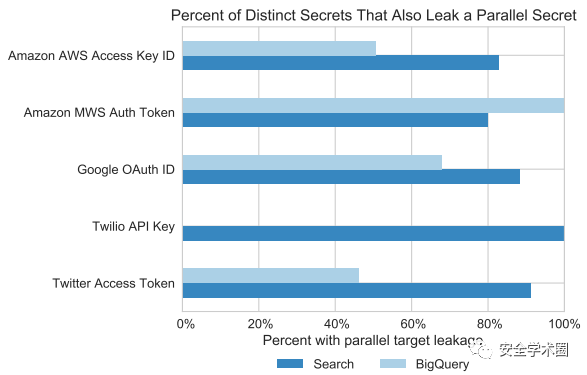 Percent of Distinct Secrets That Also Leak a Parallel Secret
Amazon AWS Access Key ID
Amazon MWS Auth Token
Google OAuth ID
Twilio API Key
Twitter Access Token
0% 20% 40% 60% 80% 100%
Percent with parallel target leakage
安全学术圈
Search BigQuery